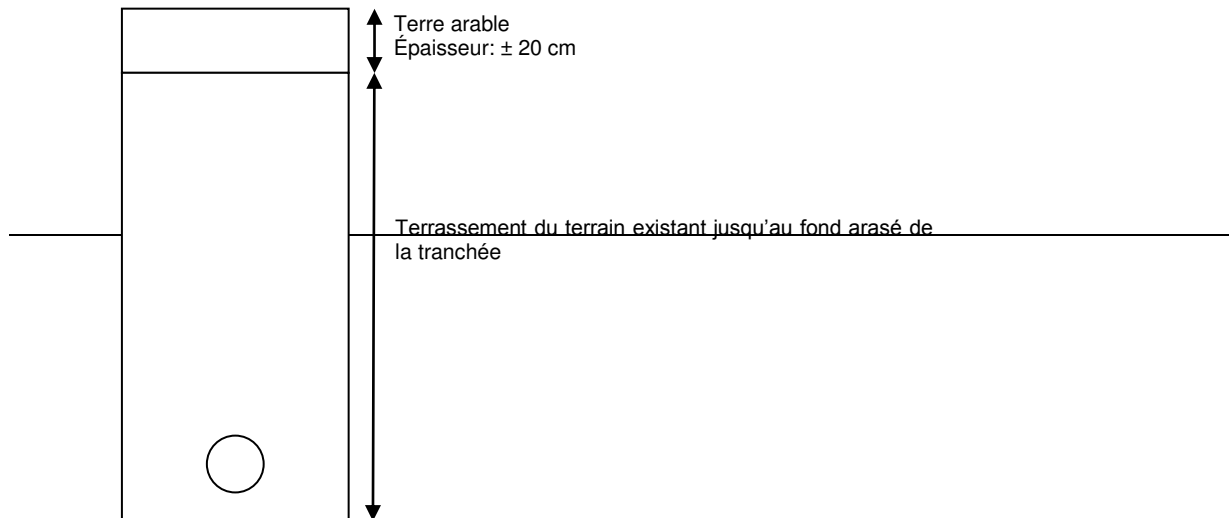 Terre arable
Épaisseur: ± 20 cm
Terrassement du terrain existant jusqu'au fond arasé de
la tranchée